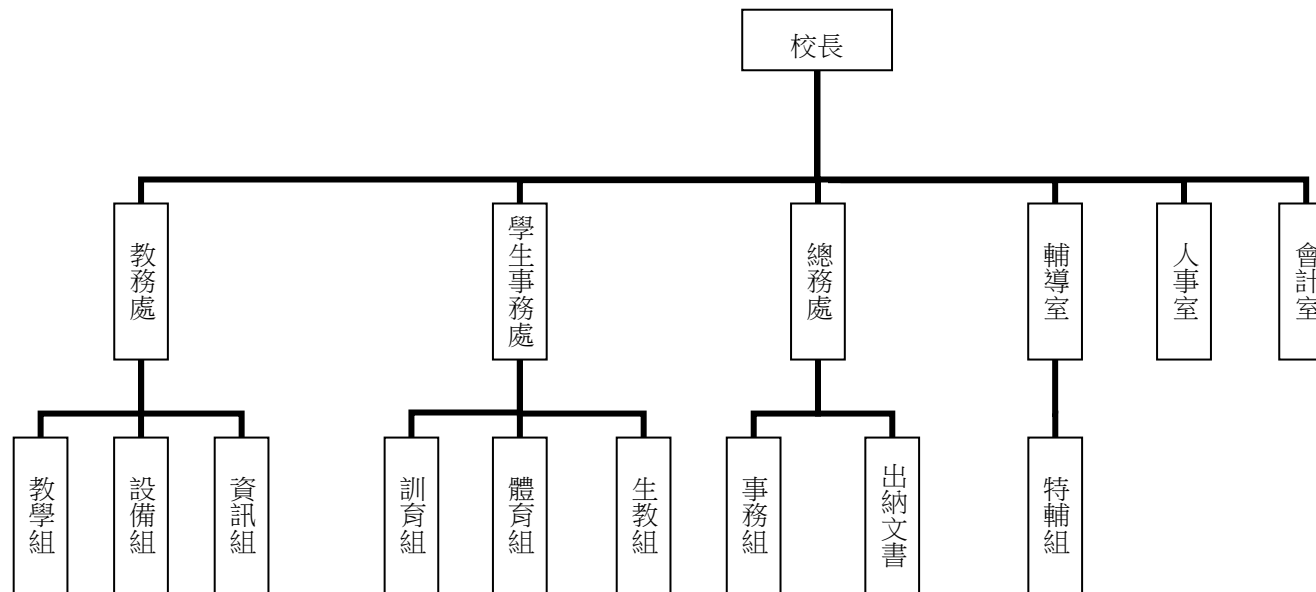 校長
教務處
學生事務處
總務處
輔導室
人事室
會計室
教學組
設備組
資訊組
訓育組
體育組
生教組
事務組
出納文書
特輔組